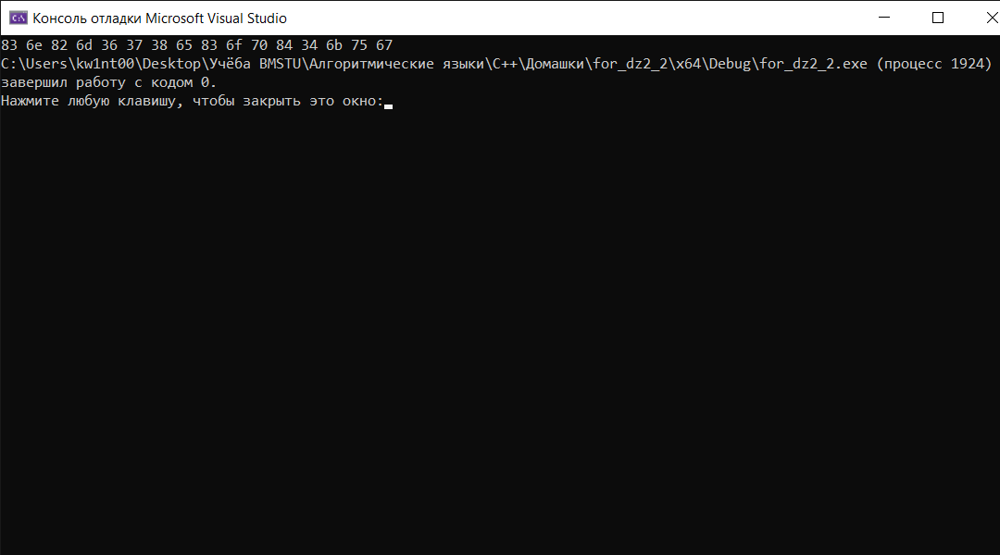 Консоль отладки Microsoft Visual Studio
83 6e 82 6d 36 37 38 65 83 6f 70 84 34 6b 75 67
C:\Users\kw1nt00\Desktop\Учёба BMSTU\Алгоритмические языки\C++\Домашки\for_dz2_2\x64\Debug\for_dz2_2.exe (процесс 1924)
завершил работу с кодом 0.
Нажмите любую клавишу, чтобы закрыть это окно: